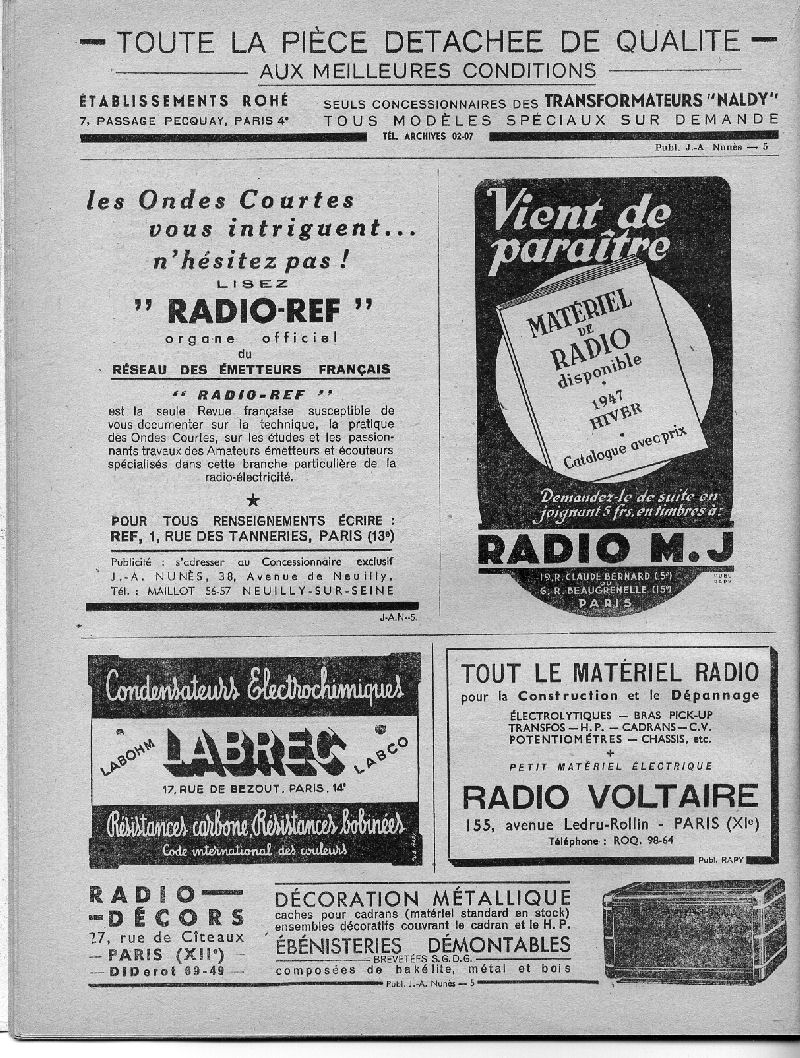 TOUTE LA PIÈCE DETACHEE DE QUALITE
AUX MEILLEURES CONDITIONS
ÉTABLISSEMENTS ROHÉ
7, PASSAGE PECQUAY, PARIS 4e
SEULS CONCESSIONNAIRES DES TRANSFORMATEURS "NALDY"
TOUS MODÈLES SPÉCIAUX SUR DEMANDE
TÉL. ARCHIVES 02-07
Publ. J.-A. Nunès — 5
les Ondes Courtes
vous intriguent...
n'hésitez pas !
LISEZ
" RADIO-REF "
organe officiel
du
RÉSEAU DES ÉMETTEURS FRANÇAIS
" RADIO-REF "
est la seule Revue française susceptible de
vous documenter sur la technique, la pratique
des Ondes Courtes, sur les études et les passion-
nants travaux des Amateurs émetteurs et écouteurs
spécialisés dans cette branche particulière de la
radio-électricité.
POUR TOUS RENSEIGNEMENTS ÉCRIRE :
REF, 1, RUE DES TANNERIES, PARIS (13e)
Publicité : s'adresser au Concessionnaire exclusif
J.-A. NUNÈS, 38, Avenue de Neuilly,
Tél. : MAILLOT 56-57 NEUILLY-SUR-SEINE
J-A.N.-5.
Vient de
paraître
MATÉRIEL
DE
RADIO
disponible
1947
HIVER
Catalogue avec prix
Demandez-le de suite en
joignant 5 frs. en timbres à :
RADIO M.J
19, R. CLAUDE BERNARD (5e)
OU
6, R. BEAUGRENELLE (15e)
PARIS
PUBL.
RAPY
Condensateurs Électrochimiques
LABOHM
LABREC
LABCO
17, RUE DE BEZOUT, PARIS, 14e
Résistances carbone, Résistances bobinées
Code international des couleurs
TOUT LE MATÉRIEL RADIO
pour la Construction et le Dépannage
ÉLECTROLYTIQUES — BRAS PICK-UP
TRANSFOS — H.P. — CADRANS — C.V.
POTENTIOMÈTRES — CHASSIS, etc.
+
PETIT MATÉRIEL ÉLECTRIQUE
RADIO VOLTAIRE
155, avenue Ledru-Rollin - PARIS (XIe)
Téléphone : ROQ. 98-64
Publ. RAPY
RADIO
DÉCORS
27, rue de Cîteaux
— PARIS (XIIe) —
— DIDerot 69-49 —
DÉCORATION MÉTALLIQUE
caches pour cadrans (matériel standard en stock)
ensembles décoratifs couvrant le cadran et le H. P.
ÉBÉNISTERIES DÉMONTABLES
BREVETÉES S.G.D.G.
composées de bakélite, métal et bois
Publ. J.-A. Nunès — 5